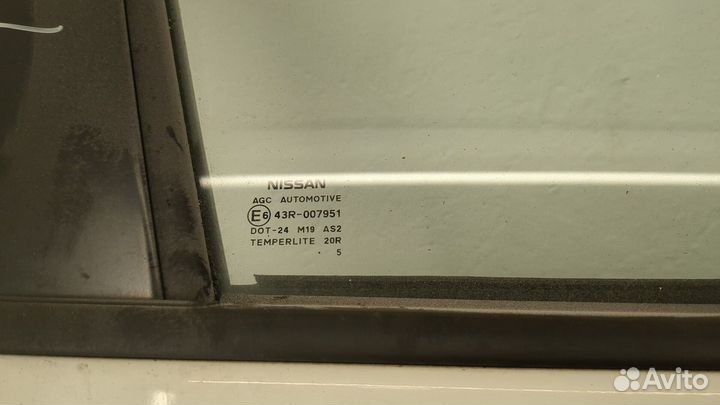 NISSAN
AGC AUTOMOTIVE
E6 43R-007951
DOT-24 M19 AS2
TEMPERLITE 20R
5
Avito